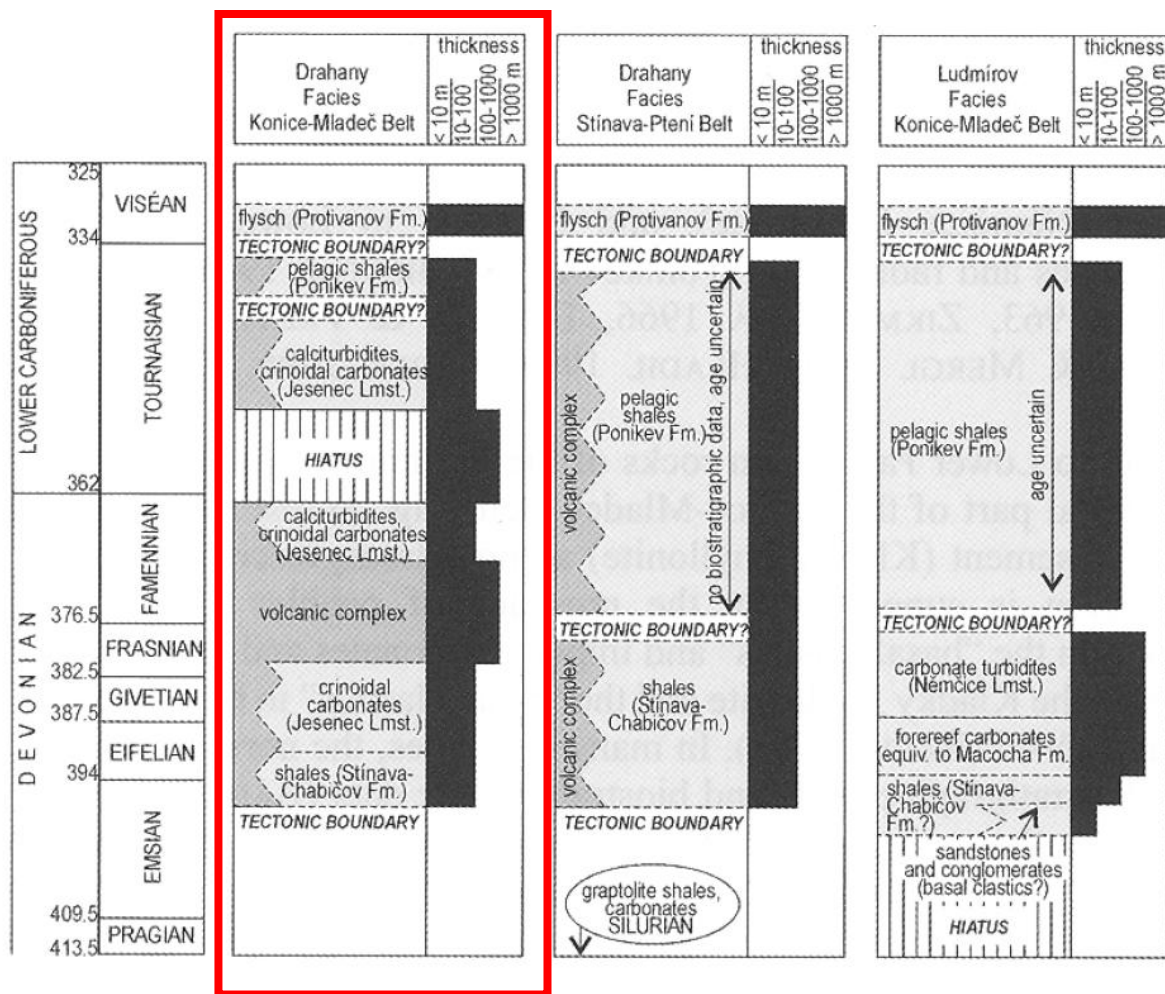 Drahany
Facies
Konice-Mladeč Belt
thickness
< 10 m
10-100
100-1000
> 1000 m
Drahany
Facies
Stínava-Ptení Belt
thickness
< 10 m
10-100
100-1000
> 1000 m
Ludmírov
Facies
Konice-Mladeč Belt
thickness
< 10 m
10-100
100-1000
> 1000 m
LOWER CARBONIFEROUS
DEVONIAN
325
VISÉAN
334
TOURNAISIAN
362
FAMENNIAN
376.5
FRASNIAN
382.5
GIVETIAN
387.5
EIFELIAN
394
EMSIAN
409.5
PRAGIAN
413.5
flysch (Protivanov Fm.)
TECTONIC BOUNDARY?
pelagic shales
(Ponikev Fm.)
TECTONIC BOUNDARY?
calciturbidites,
crinoidal carbonates
(Jesenec Lmst.)
HIATUS
calciturbidites,
crinoidal carbonates
(Jesenec Lmst.)
volcanic complex
crinoidal
carbonates
(Jesenec Lmst.)
shales (Stínava-
Chabičov Fm.)
TECTONIC BOUNDARY
flysch (Protivanov Fm.)
TECTONIC BOUNDARY
volcanic complex
pelagic
shales
(Ponikev Fm.)
no biostratigraphic data, age uncertain
TECTONIC BOUNDARY?
volcanic complex
shales
(Stínava-
Chabičov Fm.)
TECTONIC BOUNDARY
graptolite shales,
carbonates
SILURIAN
flysch (Protivanov Fm.)
TECTONIC BOUNDARY?
pelagic shales
(Ponikev Fm.)
age uncertain
TECTONIC BOUNDARY?
carbonate turbidites
(Němčice Lmst.)
forereef carbonates
(equiv. to Macocha Fm.
shales (Stínava-
Chabičov
Fm.?)
sandstones
and conglomerates
(basal clastics?)
HIATUS